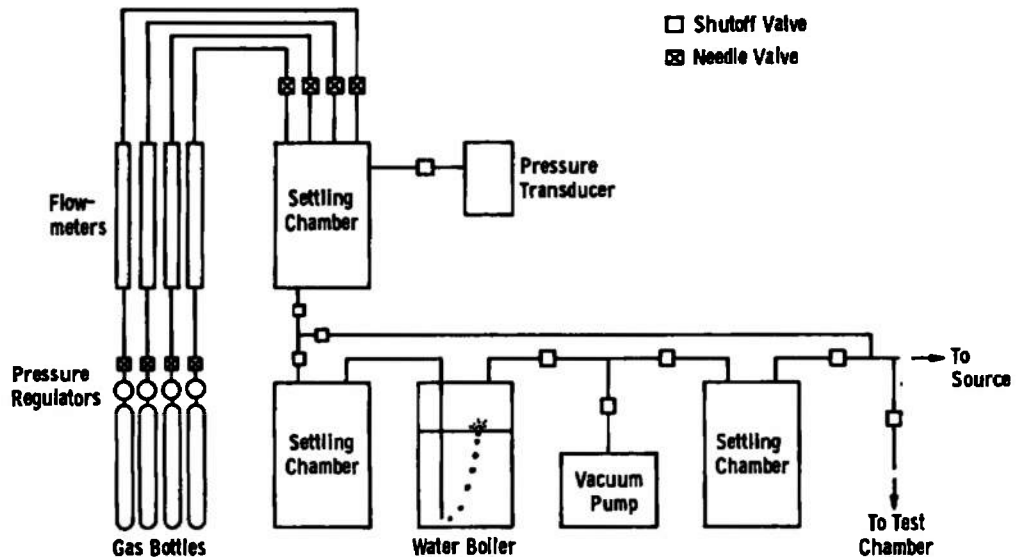 Shutoff Valve
Needle Valve
Flow-
meters
Settling
Chamber
Pressure
Transducer
Pressure
Regulators
To
Source
Settling
Chamber
Vacuum
Pump
Settling
Chamber
Gas Bottles
Water Boiler
To Test
Chamber